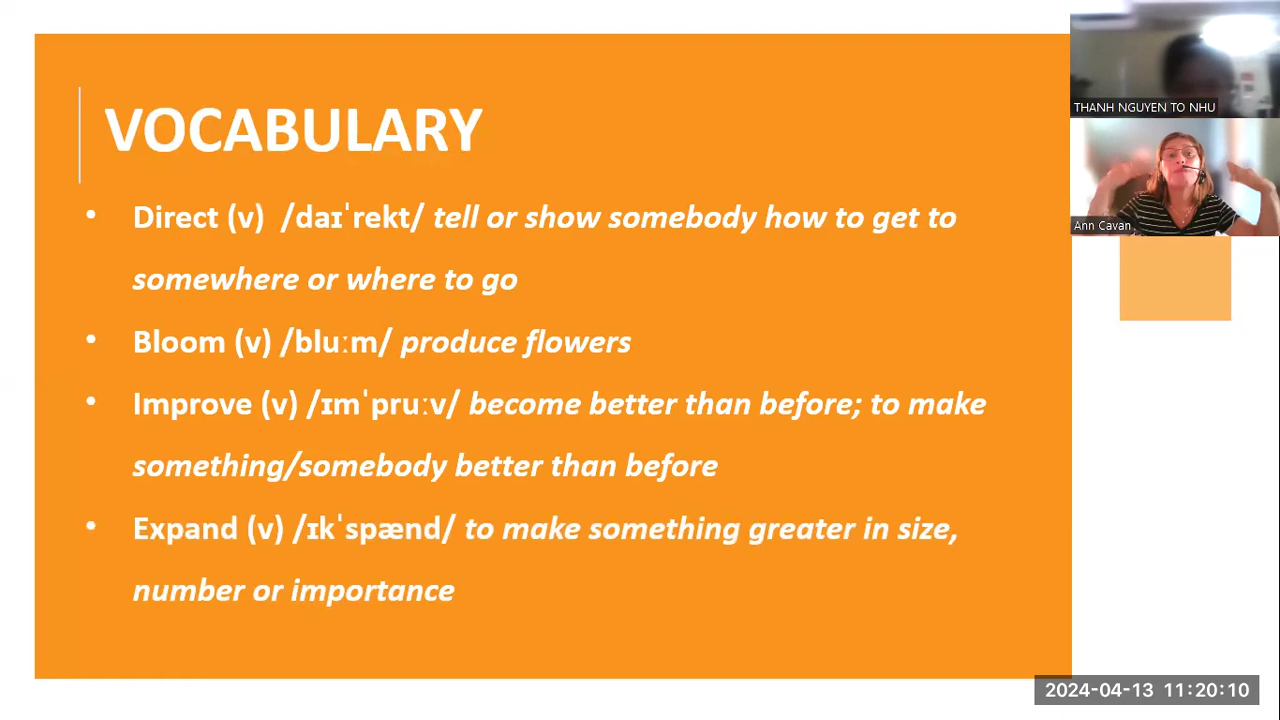 VOCABULARY
• Direct (v) /daɪˈrekt/ tell or show somebody how to get to
somewhere or where to go
• Bloom (v) /bluːm/ produce flowers
• Improve (v) /ɪmˈpruːv/ become better than before; to make
something/somebody better than before
• Expand (v) /ɪkˈspænd/ to make something greater in size,
number or importance
THANH NGUYEN TO NHU
Ann Cavan
2024-04-13 11:20:10